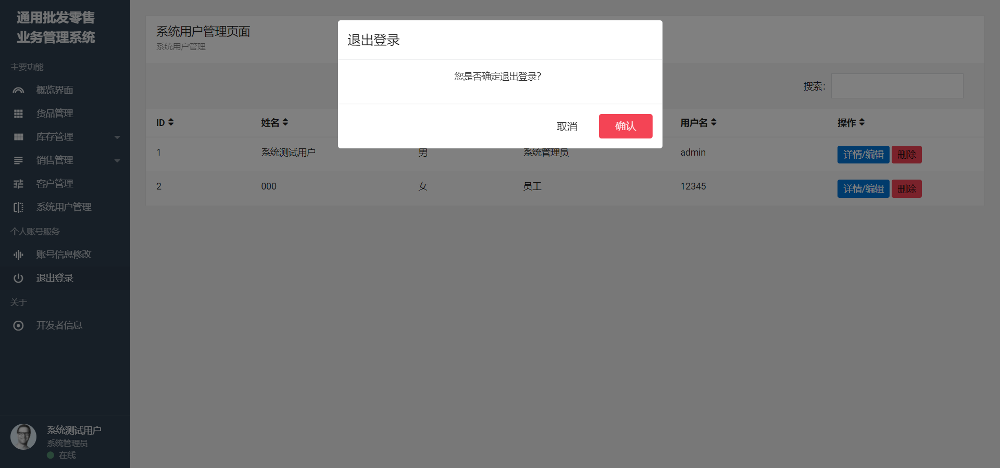 通用批发零售
业务管理系统
主要功能
概览界面
货品管理
库存管理
销售管理
客户管理
系统用户管理
个人账号服务
账号信息修改
退出登录
关于
开发者信息
系统测试用户
系统管理员
在线
系统用户管理页面
系统用户管理
搜索：
ID 姓名 用户名 操作
1 系统测试用户 男 系统管理员 admin 详情/编辑 删除
2 000 女 员工 12345 详情/编辑 删除
退出登录
您是否确定退出登录?
取消 确认